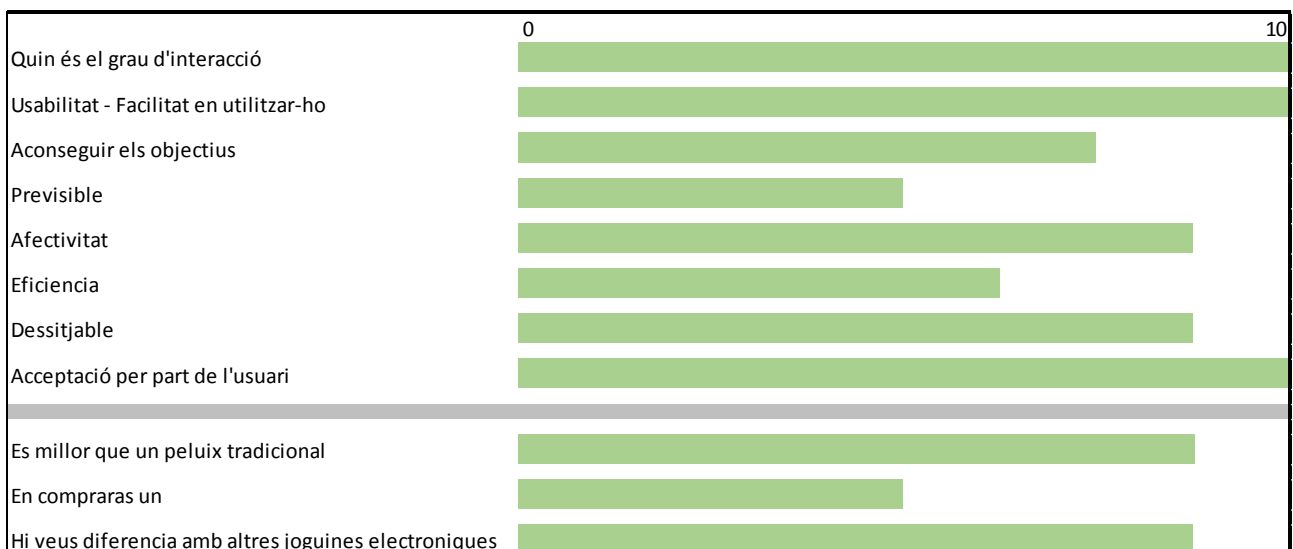 0 10
Quin és el grau d'interacció
Usabilitat - Facilitat en utilitzar-ho
Aconseguir els objectius
Previsible
Afectivitat
Eficiencia
Dessitjable
Acceptació per part de l'usuari
Es millor que un peluix tradicional
En compraras un
Hi veus diferencia amb altres joguines electroniques